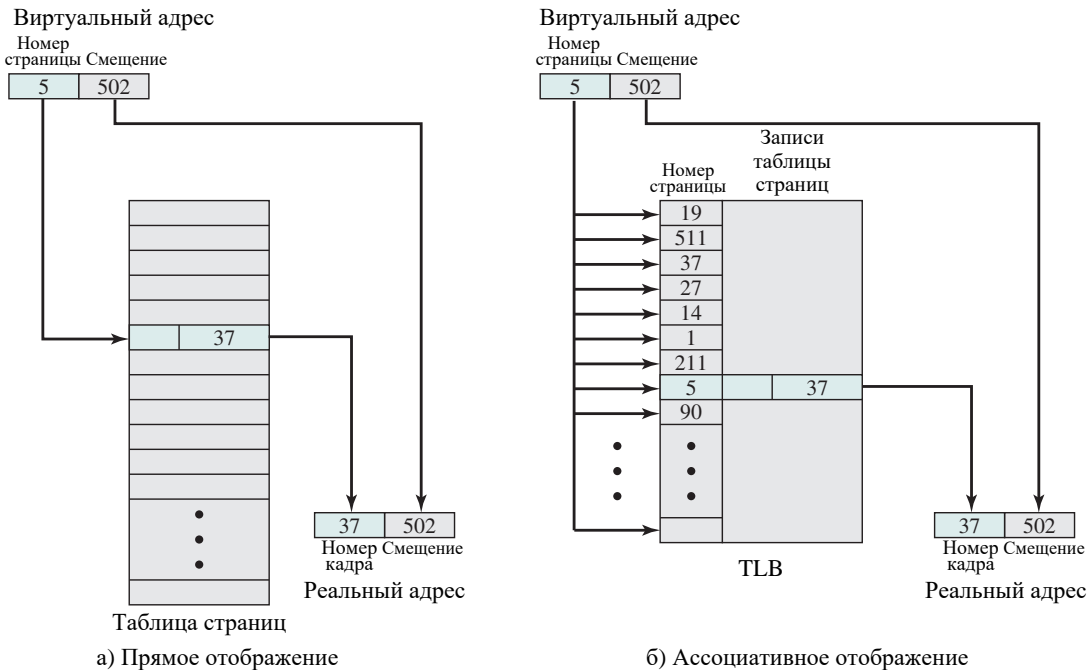 Виртуальный адрес
Номер
страницы Смещение
5 502
37
37 502
Номер Смещение
кадра
Реальный адрес
Таблица страниц
а) Прямое отображение
Виртуальный адрес
Номер
страницы Смещение
5 502
Записи
таблицы
страниц
Номер
страницы
19
511
37
27
14
1
211
5 37
90
37 502
Номер Смещение
кадра
Реальный адрес
TLB
б) Ассоциативное отображение